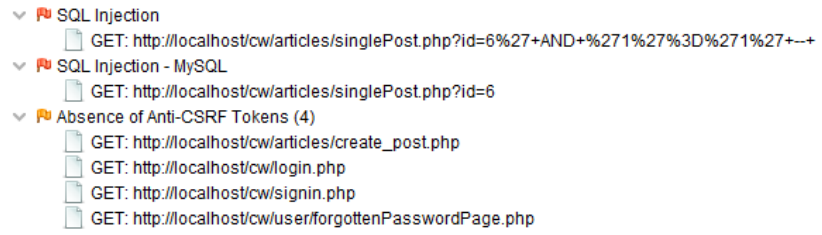 SQL Injection
GET: http://localhost/cw/articles/singlePost.php?id=6%27+AND+%271%27%3D%271%27+--+
SQL Injection - MySQL
GET: http://localhost/cw/articles/singlePost.php?id=6
Absence of Anti-CSRF Tokens (4)
GET: http://localhost/cw/articles/create_post.php
GET: http://localhost/cw/login.php
GET: http://localhost/cw/signin.php
GET: http://localhost/cw/user/forgottenPasswordPage.php